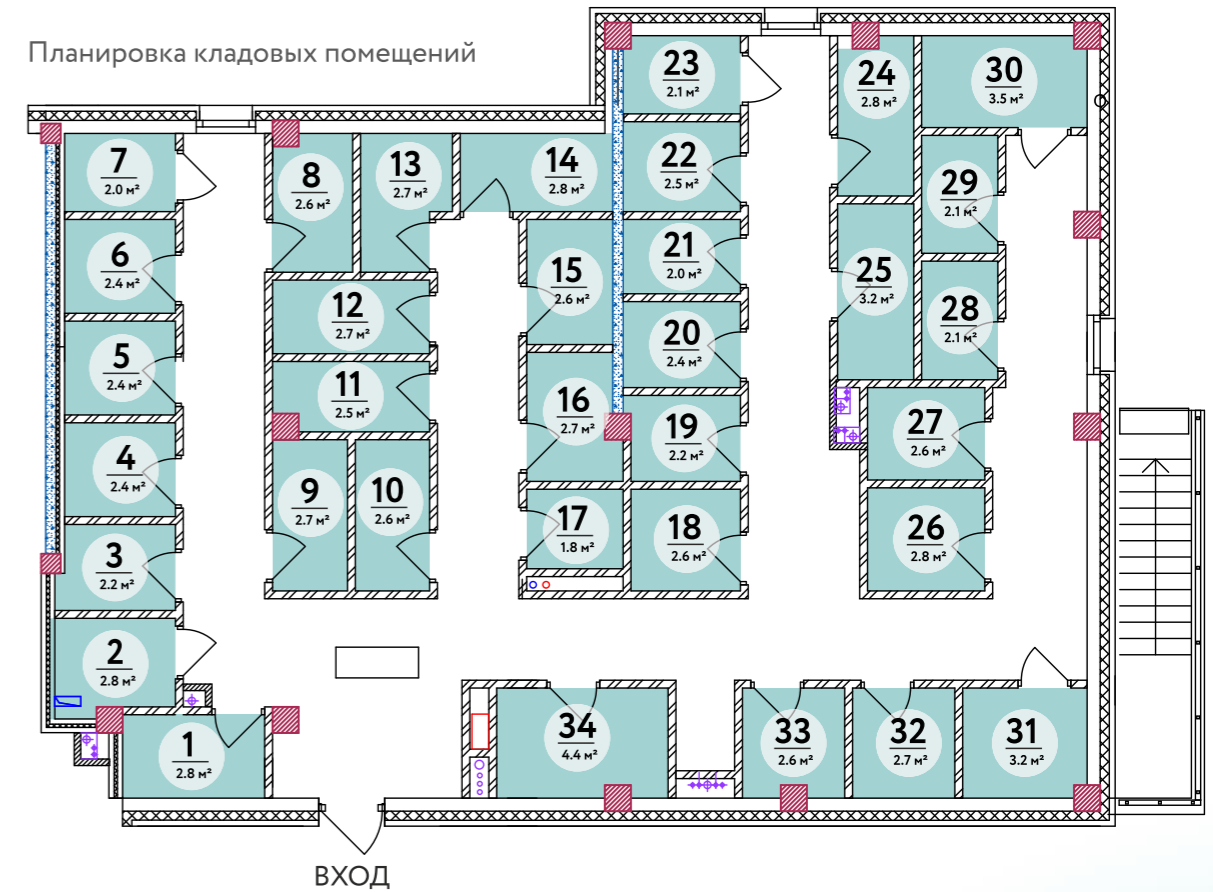 Планировка кладовых помещений
23
2.1 м²
24
2.8 м²
30
3.5 м²
7
2.0 м²
8
2.6 м²
13
2.7 м²
14
2.8 м²
22
2.5 м²
29
2.1 м²
6
2.4 м²
15
2.6 м²
21
2.0 м²
25
3.2 м²
12
2.7 м²
28
2.1 м²
5
2.4 м²
20
2.4 м²
11
2.5 м²
16
2.7 м²
19
2.2 м²
27
2.6 м²
4
2.4 м²
9
2.7 м²
10
2.6 м²
17
1.8 м²
18
2.6 м²
26
2.8 м²
3
2.2 м²
2
2.8 м²
1
2.8 м²
34
4.4 м²
33
2.6 м²
32
2.7 м²
31
3.2 м²
ВХОД